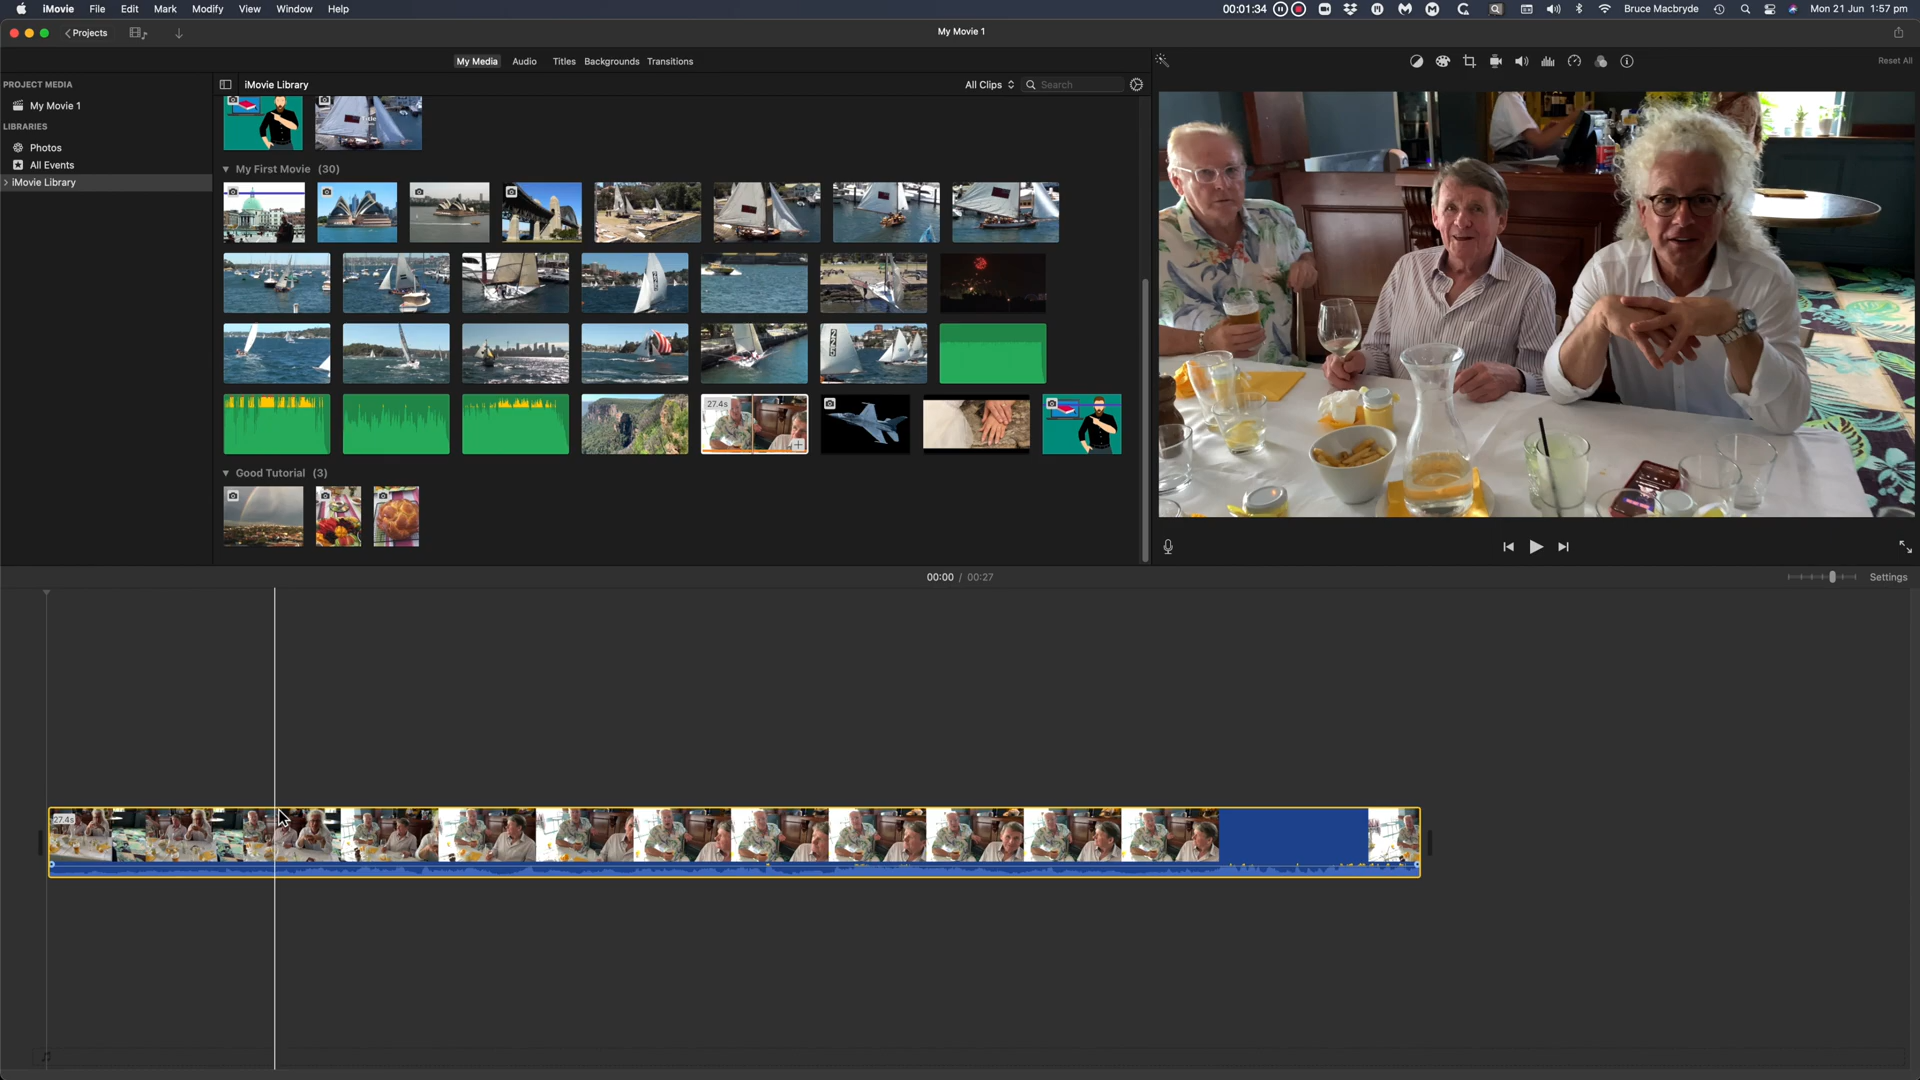 iMovie File Edit Mark Modify View Window Help
00:01:34 Bruce Macbryde Mon 21 Jun 1:57 pm
Projects My Movie 1
My Media Audio Titles Backgrounds Transitions Reset All
PROJECT MEDIA
My Movie 1
LIBRARIES
Photos
All Events
iMovie Library
iMovie Library All Clips Search
My First Movie (30)
27.4s
Good Tutorial (3)
00:00 / 00:27 Settings
27.4s